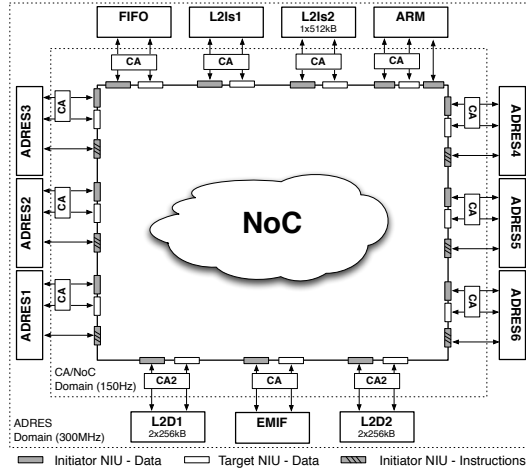 FIFO
L2Is1
L2Is2
1x512kB
ARM
CA
CA
CA
CA
ADRES3
CA
CA
ADRES4
ADRES2
CA
NoC
CA
ADRES5
ADRES1
CA
CA
ADRES6
CA/NoC
Domain (150Hz)
CA2
CA
CA2
ADRES
Domain (300MHz)
L2D1
2x256kB
EMIF
L2D2
2x256kB
Initiator NIU - Data
Target NIU - Data
Initiator NIU - Instructions